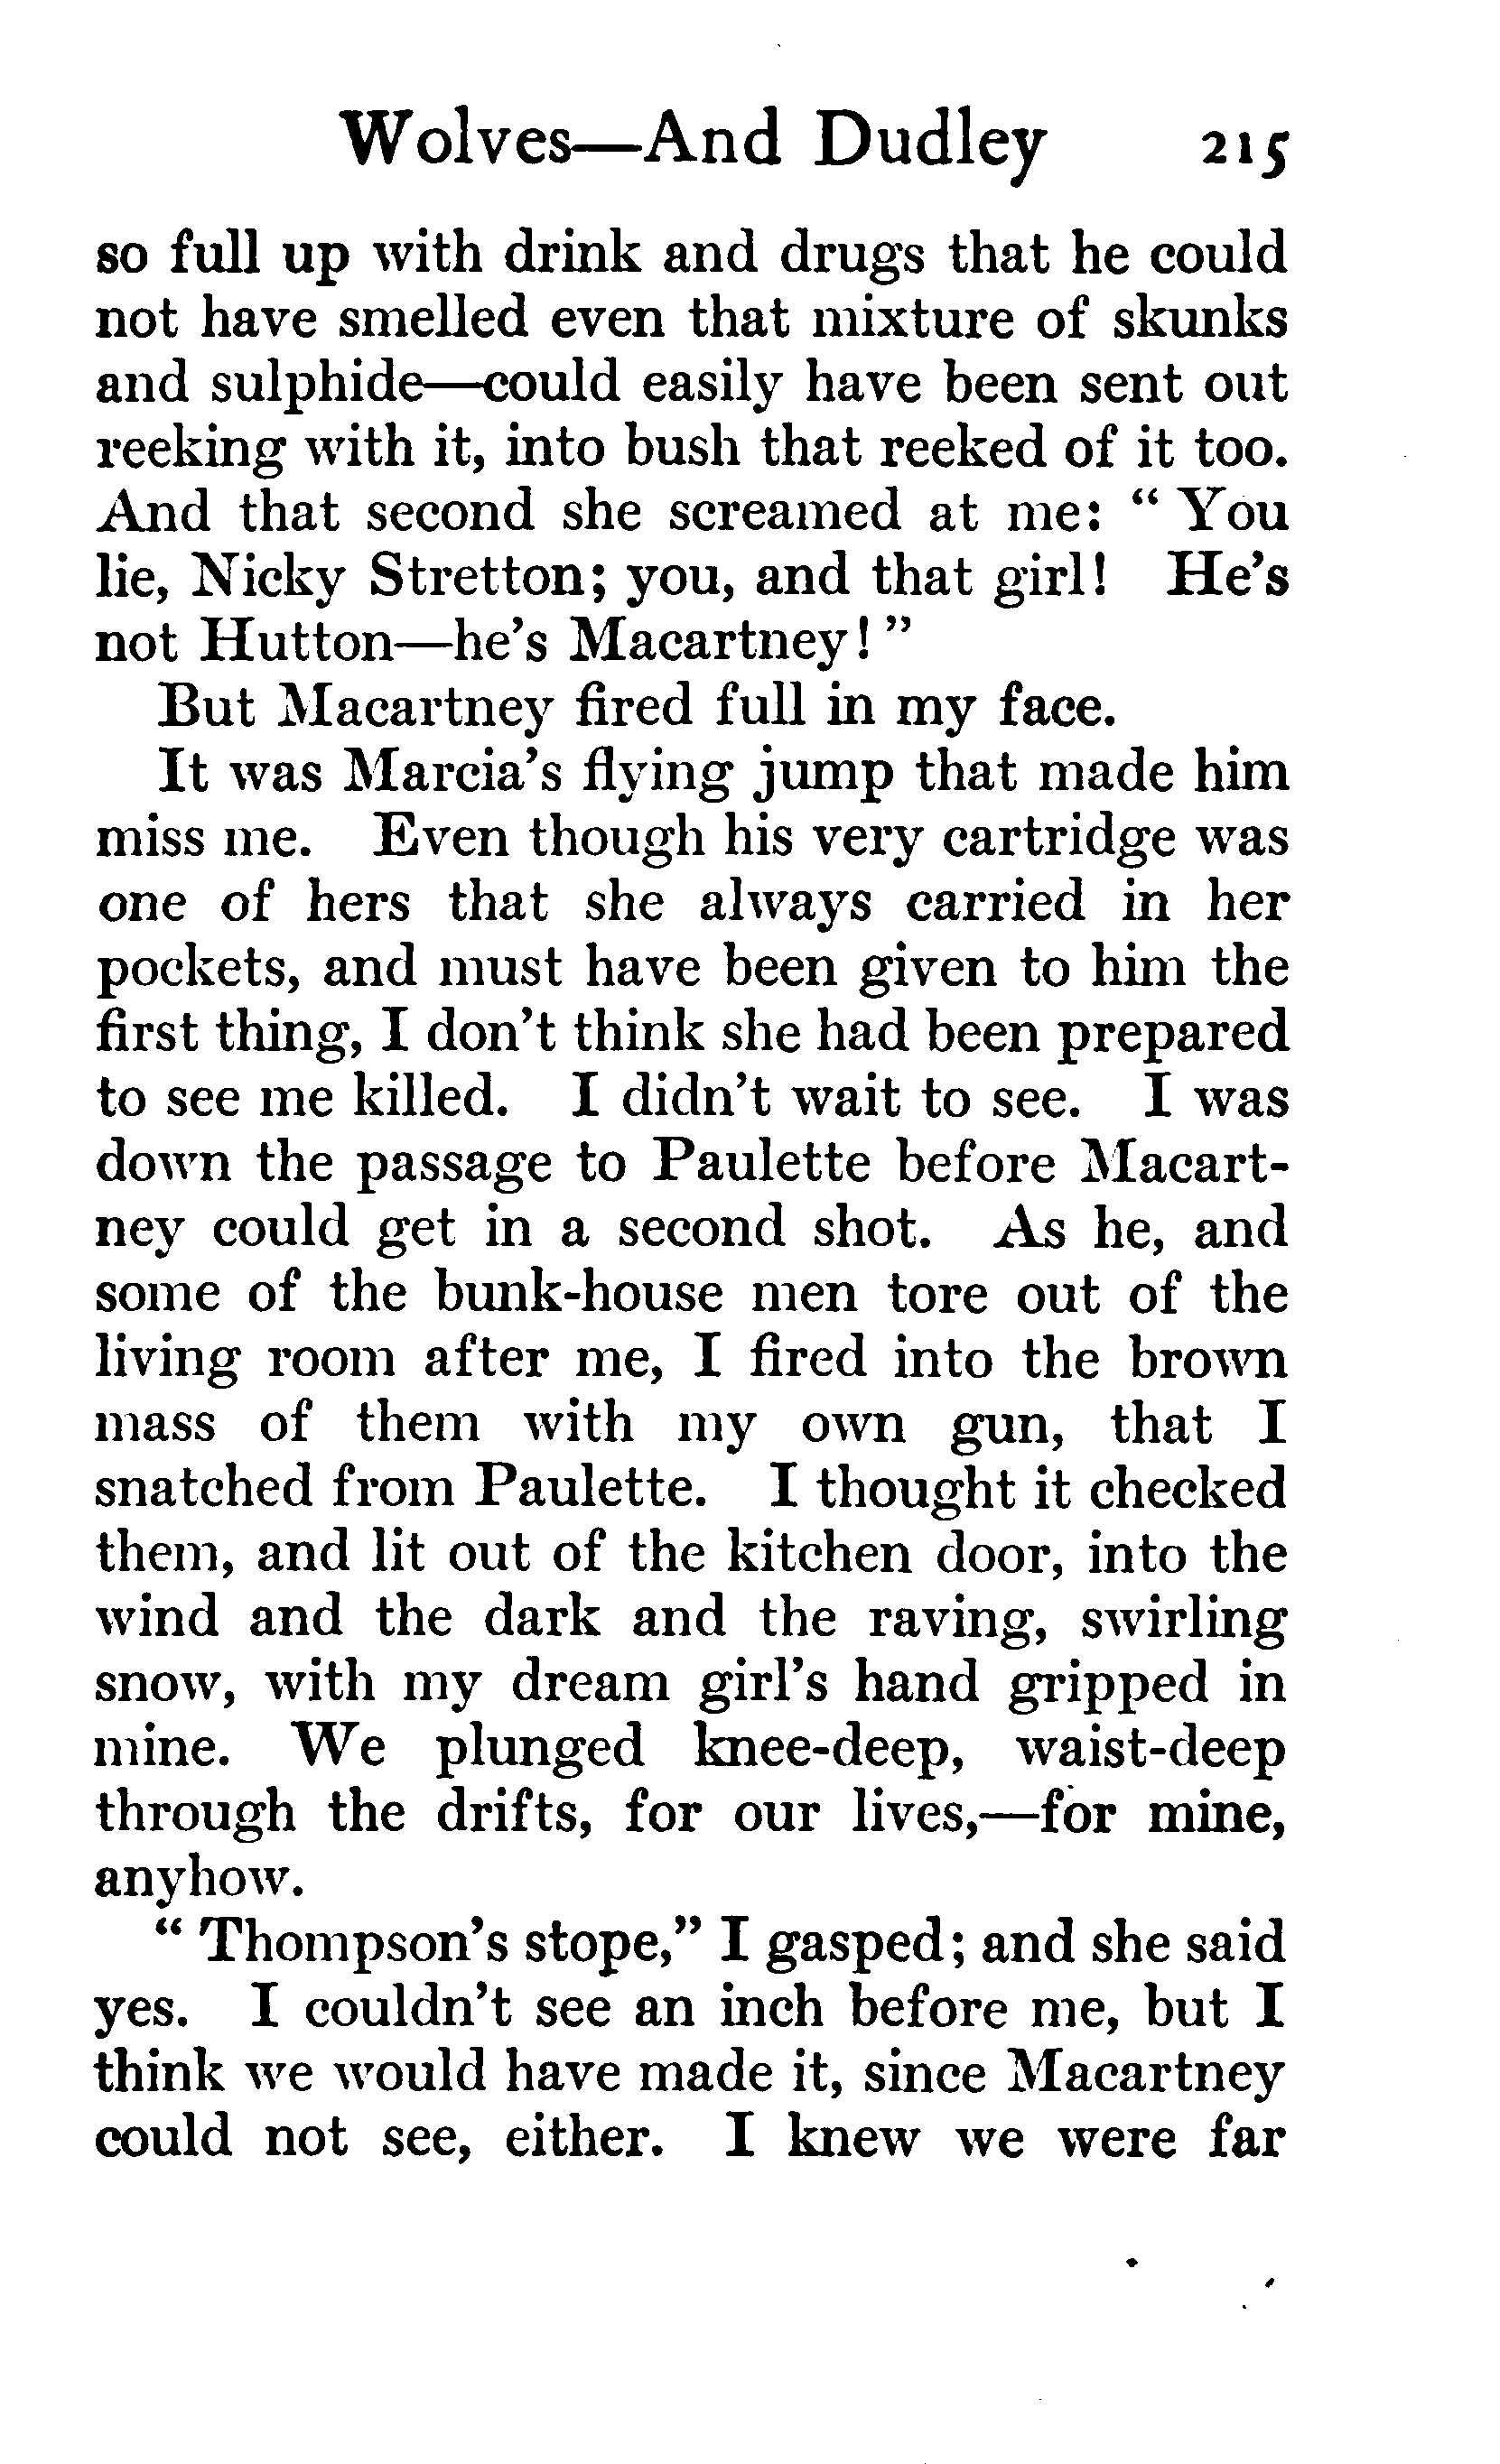 Wolves—And Dudley 215
so full up with drink and drugs that he could
not have smelled even that mixture of skunks
and sulphide—could easily have been sent out
reeking with it, into bush that reeked of it too.
And that second she screamed at me: “ You
lie, Nicky Stretton; you, and that girl! He's
not Hutton—he's Macartney! ”
But Macartney fired full in my face.
It was Marcia's flying jump that made him
miss me. Even though his very cartridge was
one of hers that she always carried in her
pockets, and must have been given to him the
first thing, I don't think she had been prepared
to see me killed. I didn't wait to see. I was
down the passage to Paulette before Macart-
ney could get in a second shot. As he, and
some of the bunk-house men tore out of the
living room after me, I fired into the brown
mass of them with my own gun, that I
snatched from Paulette. I thought it checked
them, and lit out of the kitchen door, into the
wind and the dark and the raving, swirling
snow, with my dream girl's hand gripped in
mine. We plunged knee-deep, waist-deep
through the drifts, for our lives,—for mine,
anyhow.
“ Thompson's stope,” I gasped; and she said
yes. I couldn't see an inch before me, but I
think we would have made it, since Macartney
could not see, either. I knew we were far